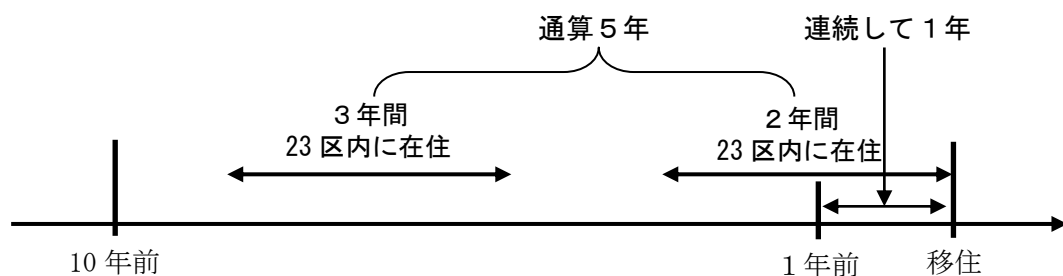 通算５年
連続して１年
３年間
23 区内に在住
２年間
23 区内に在住
10 年前
１年前
移住